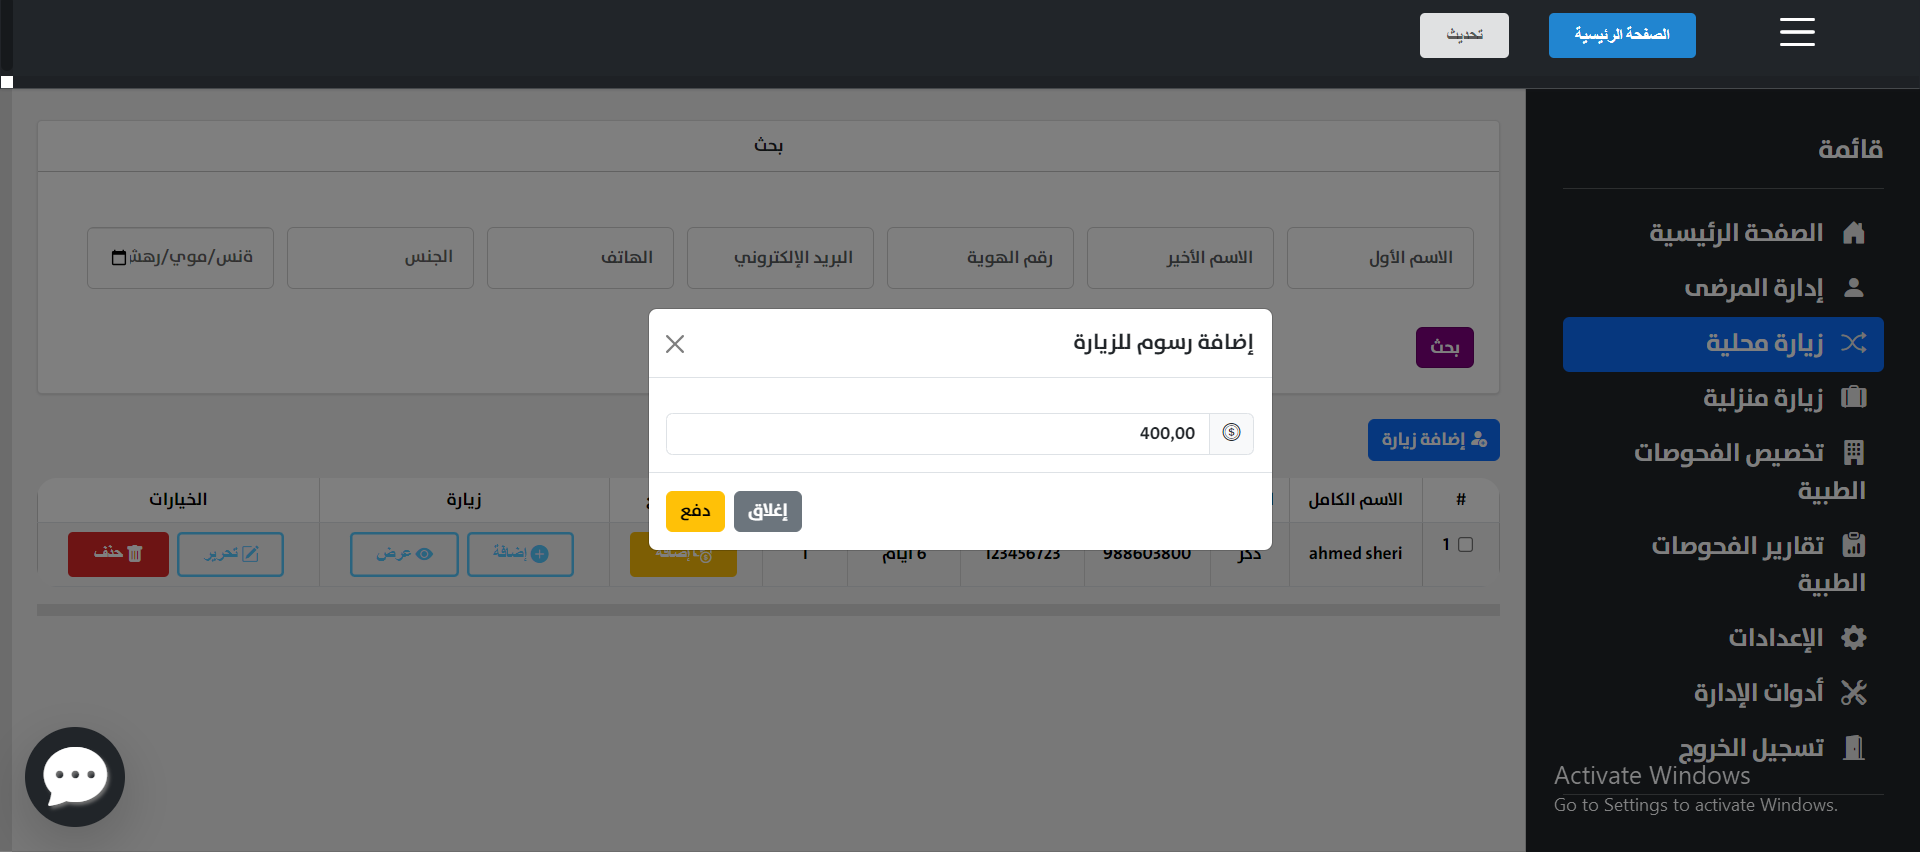 الصفحة الرئيسية
تحديث
قائمة
الصفحة الرئيسية
إدارة المرضى
زيارة محلية
زيارة منزلية
تخصيص الفحوصات
الطبية
تقارير الفحوصات
الطبية
الإعدادات
أدوات الإدارة
تسجيل الخروج
Activate Windows
Go to Settings to activate Windows.
بحث
الاسم الأول
الاسم الأخير
رقم الهوية
البريد الإلكتروني
الهاتف
الجنس
بحث
إضافة رسوم للزيارة
400,00
إغلاق
دفع
إضافة زيارة
# الاسم الكامل زيارة الخيارات
1 ahmed sheri ذكر 988603800 123456723 6 أيام 1 إضافة إضافة عرض تحرير حذف